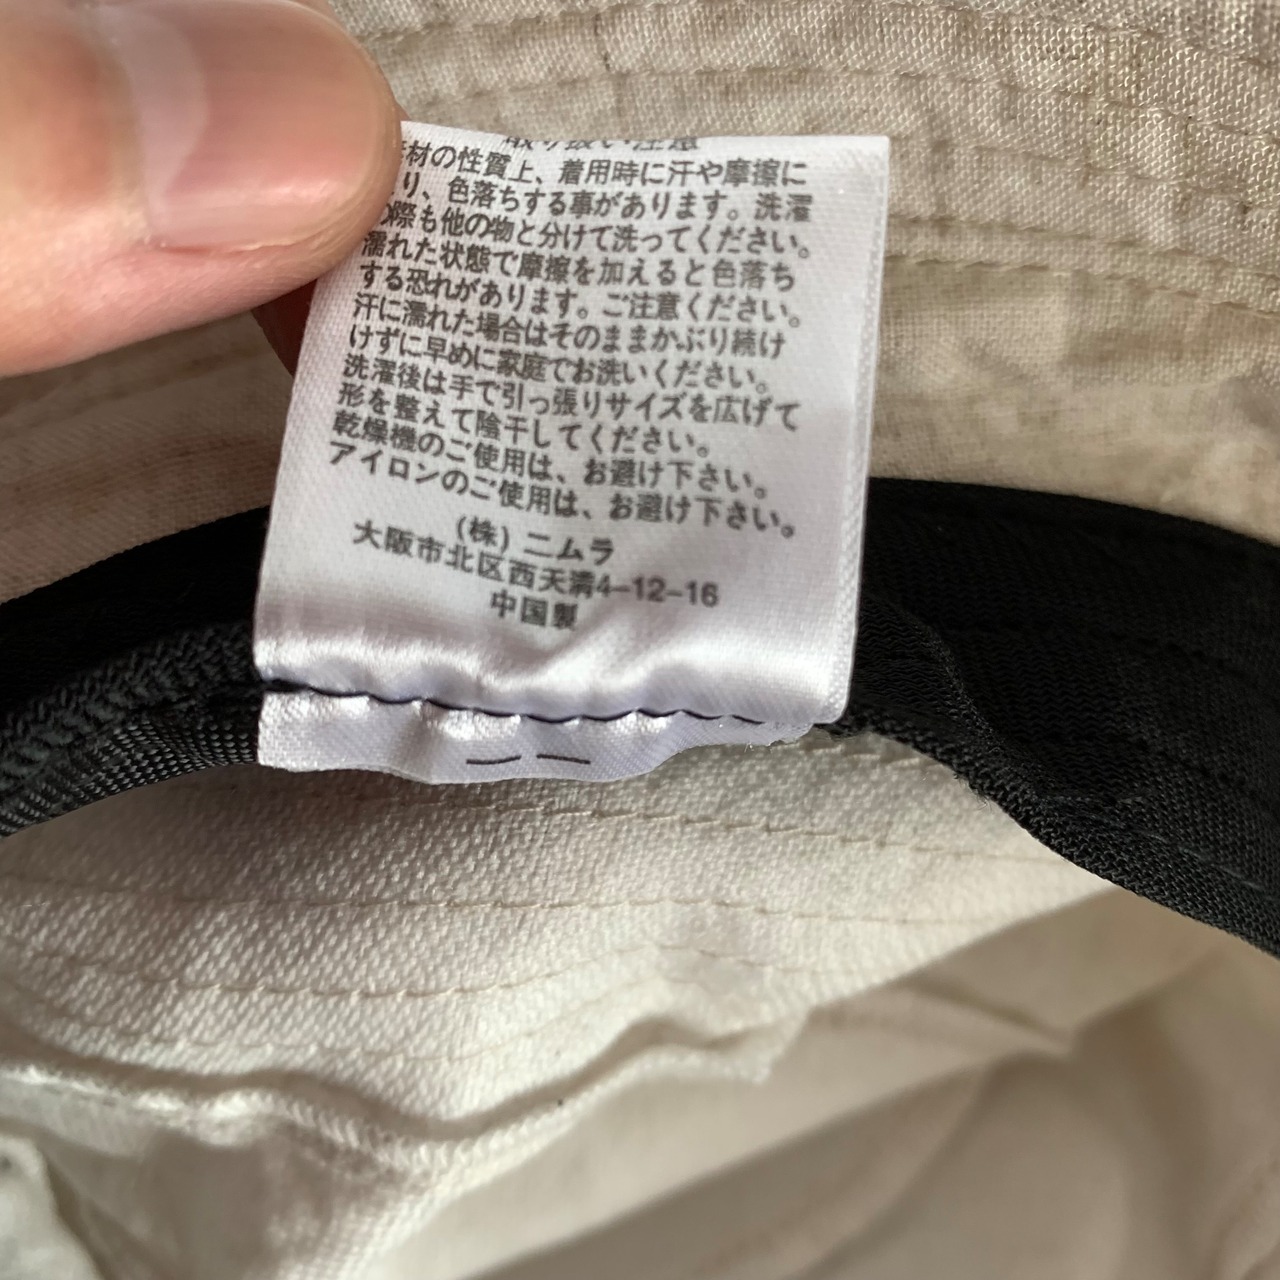 取り扱い注意
素材の性質上、着用時に汗や摩擦に
より、色落ちする事があります。洗濯
の際も他の物と分けて洗ってください。
濡れた状態で摩擦を加えると色落ち
する恐れがあります。ご注意ください。
汗に濡れた場合はそのままかぶり続け
けずに早めに家庭でお洗いください。
洗濯後は手で引っ張りサイズを広げて
形を整えて陰干してください。
乾燥機のご使用は、お避け下さい。
アイロンのご使用は、お避け下さい。
(株)ニムラ
大阪市北区西天満4-12-16
中国製